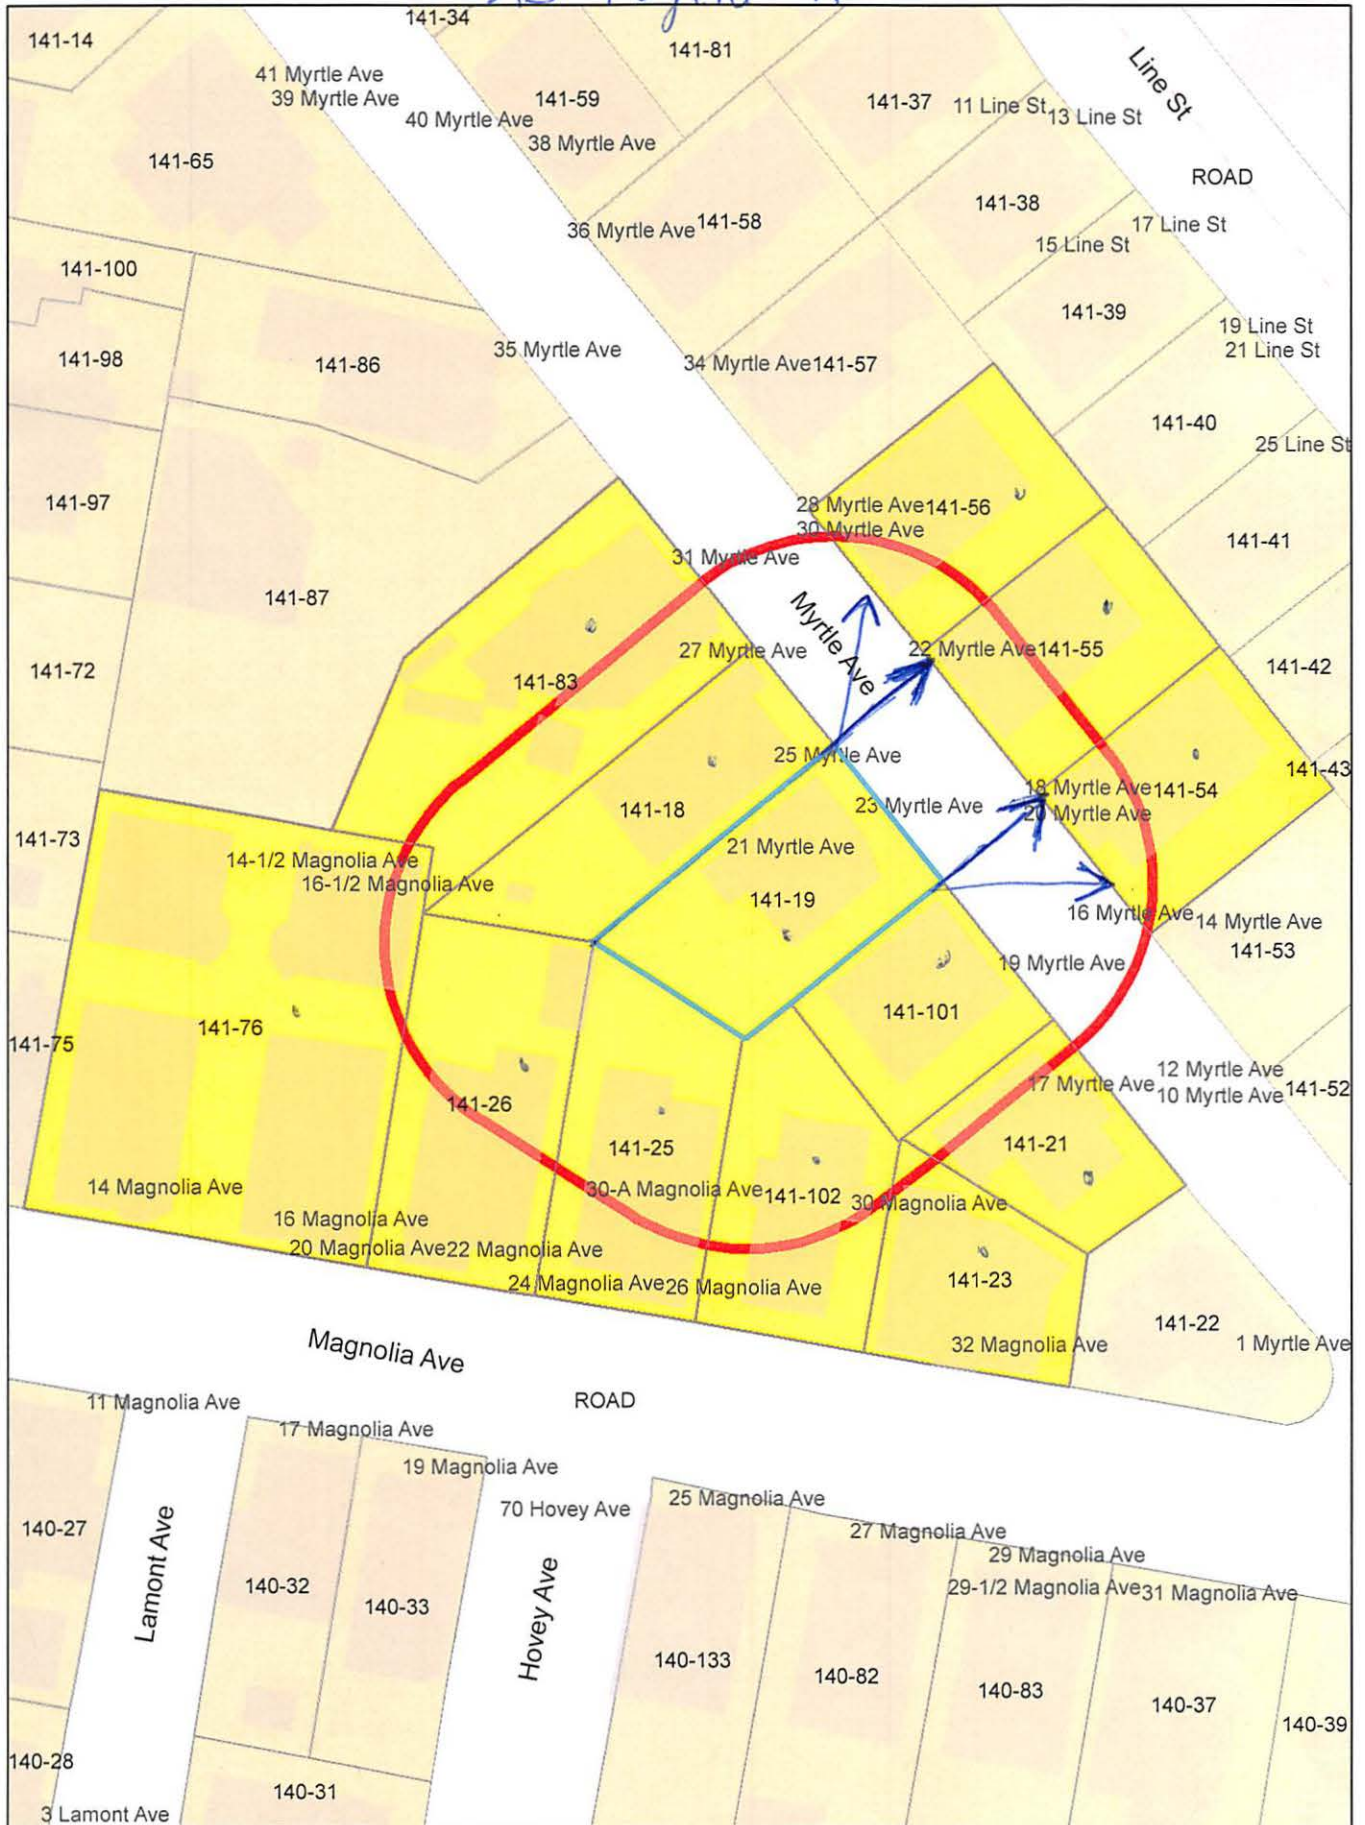 141-34
141-14
141-81
41 Myrtle Ave
39 Myrtle Ave
141-59
141-37
11 Line St
13 Line St
Line St
40 Myrtle Ave
38 Myrtle Ave
141-65
ROAD
141-38
17 Line St
36 Myrtle Ave
141-58
15 Line St
141-100
141-39
19 Line St
21 Line St
141-98
141-86
35 Myrtle Ave
34 Myrtle Ave
141-57
141-40
25 Line St
141-97
28 Myrtle Ave
141-56
30 Myrtle Ave
141-41
31 Myrtle Ave
141-87
Myrtle Ave
27 Myrtle Ave
22 Myrtle Ave
141-55
141-72
141-83
141-42
25 Myrtle Ave
141-43
18 Myrtle Ave
141-54
20 Myrtle Ave
141-18
23 Myrtle Ave
141-73
21 Myrtle Ave
14-1/2 Magnolia Ave
16-1/2 Magnolia Ave
141-19
16 Myrtle Ave
14 Myrtle Ave
141-53
19 Myrtle Ave
141-101
141-76
141-75
12 Myrtle Ave
17 Myrtle Ave
10 Myrtle Ave
141-52
141-26
141-25
141-21
14 Magnolia Ave
30-A Magnolia Ave
141-102
30 Magnolia Ave
16 Magnolia Ave
20 Magnolia Ave
22 Magnolia Ave
24 Magnolia Ave
26 Magnolia Ave
141-23
141-22
32 Magnolia Ave
1 Myrtle Ave
Magnolia Ave
ROAD
11 Magnolia Ave
17 Magnolia Ave
19 Magnolia Ave
70 Hovey Ave
25 Magnolia Ave
27 Magnolia Ave
29 Magnolia Ave
29-1/2 Magnolia Ave
31 Magnolia Ave
140-27
Lamont Ave
140-32
140-33
Hovey Ave
140-133
140-82
140-83
140-37
140-39
140-28
140-31
3 Lamont Ave